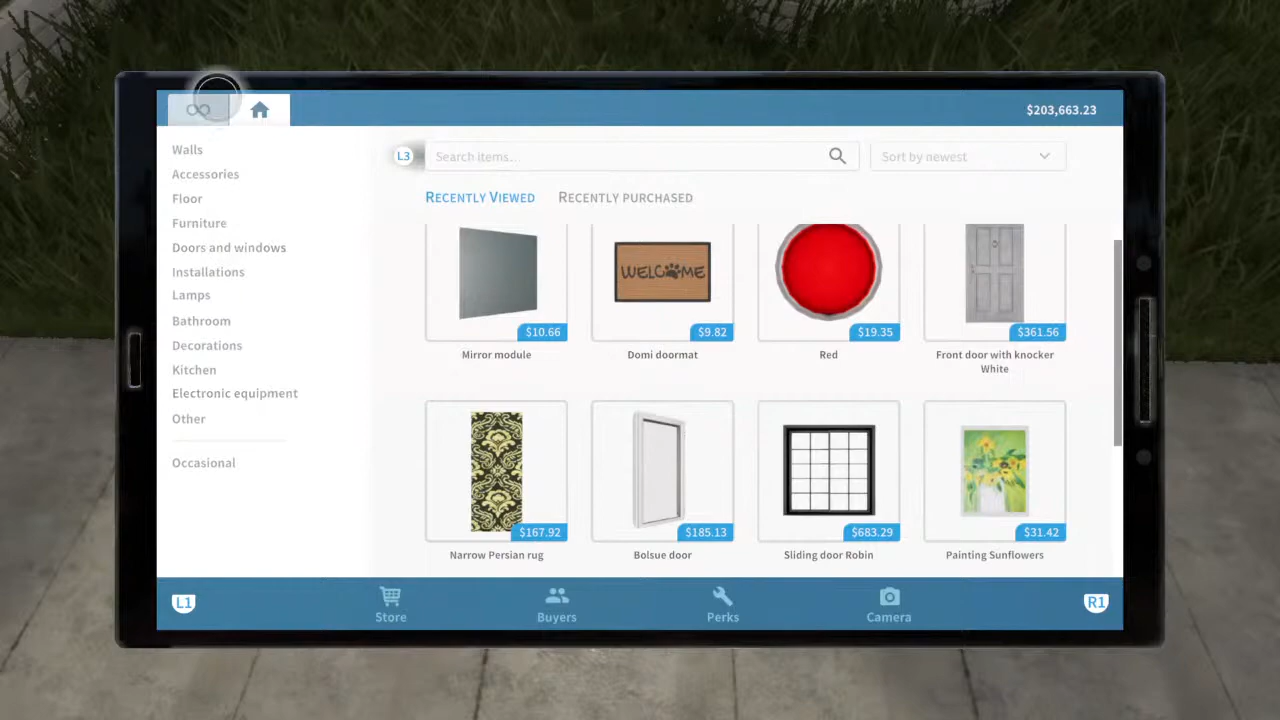 $203,663.23
Walls
Accessories
Floor
Furniture
Doors and windows
Installations
Lamps
Bathroom
Decorations
Kitchen
Electronic equipment
Other
Occasional
L3
Search items...
Sort by newest
RECENTLY VIEWED
RECENTLY PURCHASED
WELCOME
$10.66
$9.82
$19.35
$361.56
Mirror module
Domi doormat
Red
Front door with knocker
White
$167.92
$185.13
$683.29
$31.42
Narrow Persian rug
Bolsue door
Sliding door Robin
Painting Sunflowers
L1
Store
Buyers
Perks
Camera
R1